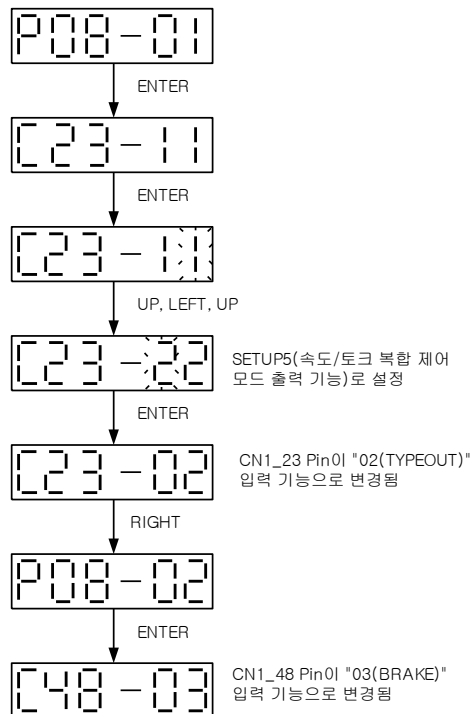 P08-01
ENTER
C23-11
ENTER
C23-11
UP, LEFT, UP
C23-22
SETUP5(속도/토크 복합 제어
모드 출력 기능)로 설정
ENTER
C23-02
CN1_23 Pin이 "02(TYPEOUT)"
입력 기능으로 변경됨
RIGHT
P08-02
ENTER
C48-03
CN1_48 Pin이 "03(BRAKE)"
입력 기능으로 변경됨